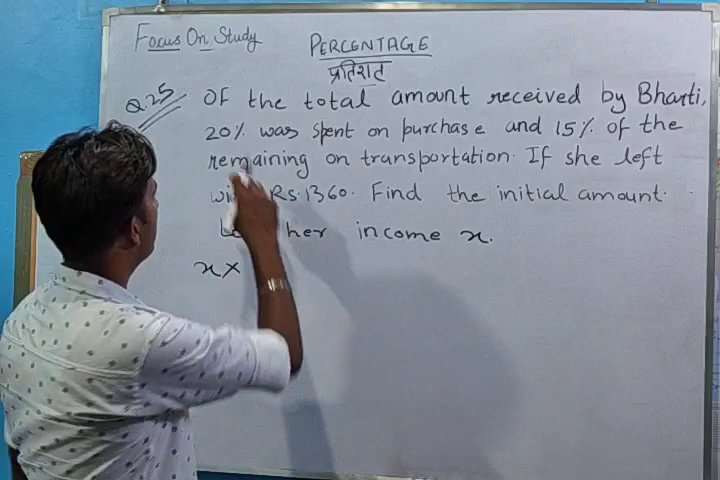 Focus On Study
PERCENTAGE
प्रतिशत
Q.25
Of the total amount received by Bharti,
20% was spent on purchase and 15% of the
remaining on transportation. If she left
Rs.1360. Find the initial amount.
her income x.
x×